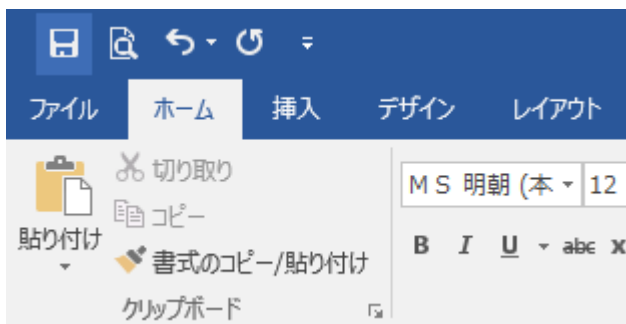 ファイル ホーム 挿入 デザイン レイアウト
切り取り
コピー
貼り付け
書式のコピー/貼り付け
クリップボード
ＭＳ 明朝 (本 12
B I U abc x